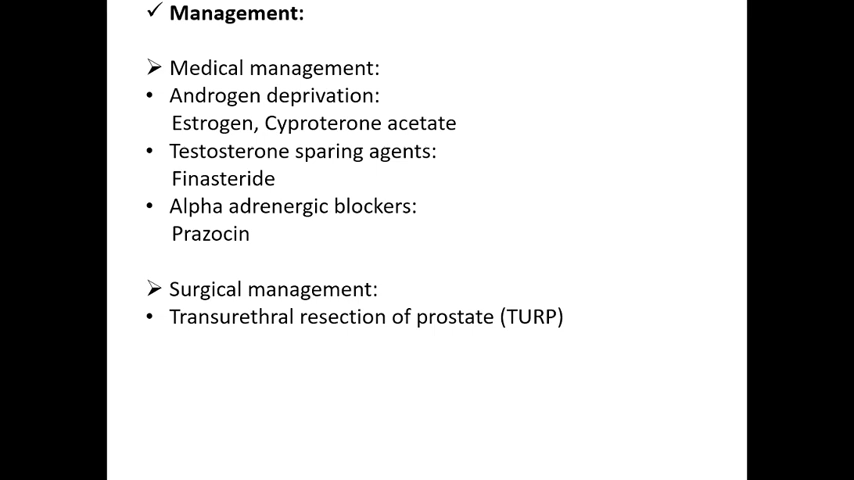 ✓ Management:
➢ Medical management:
• Androgen deprivation:
Estrogen, Cyproterone acetate
• Testosterone sparing agents:
Finasteride
• Alpha adrenergic blockers:
Prazocin
➢ Surgical management:
• Transurethral resection of prostate (TURP)